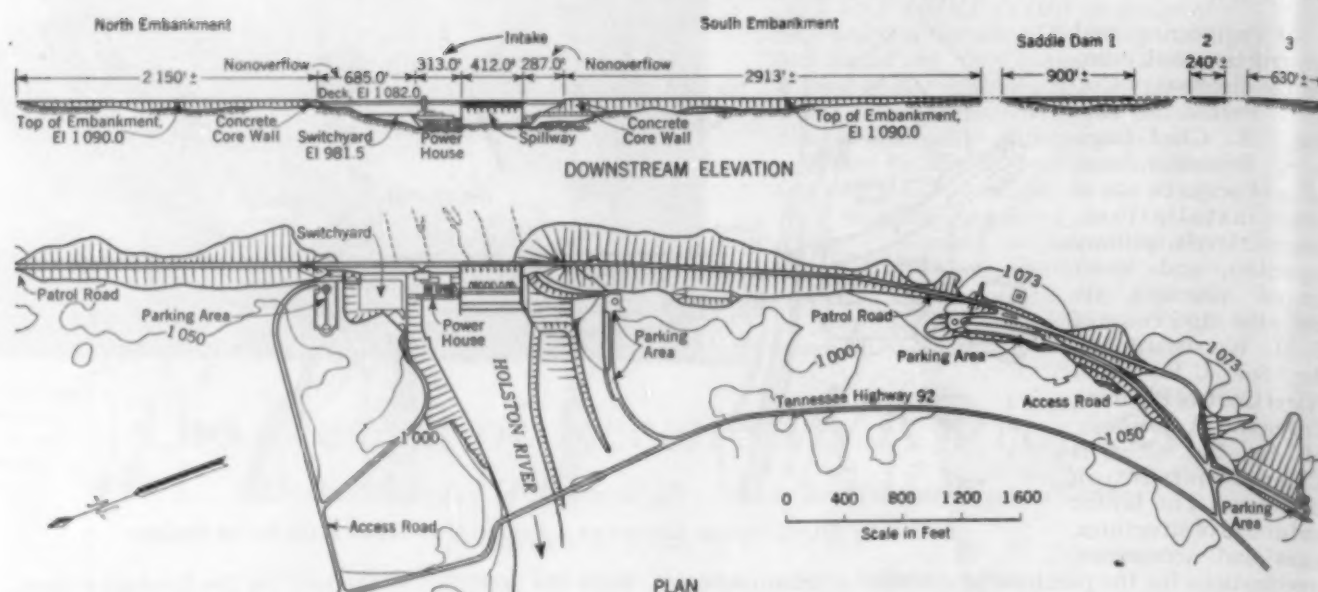 North Embankment
South Embankment
Intake
Saddle Dam 1
2
3
Nonoverflow
313.0'
412.0'
287.0'
Nonoverflow
900' ±
240' ±
630' ±
2 150' ±
685.0'
2913' ±
Deck, El 1 082.0
Top of Embankment,
El 1 090.0
Concrete
Core Wall
Switchyard
El 981.5
Power
House
Spillway
Concrete
Core Wall
Top of Embankment,
El 1 090.0
DOWNSTREAM ELEVATION
Switchyard
Patrol Road
Parking Area
1 050
Power
House
Parking
Area
1 073
Patrol Road
1 000
Parking Area
1 073
HOLSTON RIVER
Tennessee Highway 92
Access Road
1 050
1 000
0 400 800 1 200 1 600
Scale in Feet
Access Road
Parking
Area
PLAN